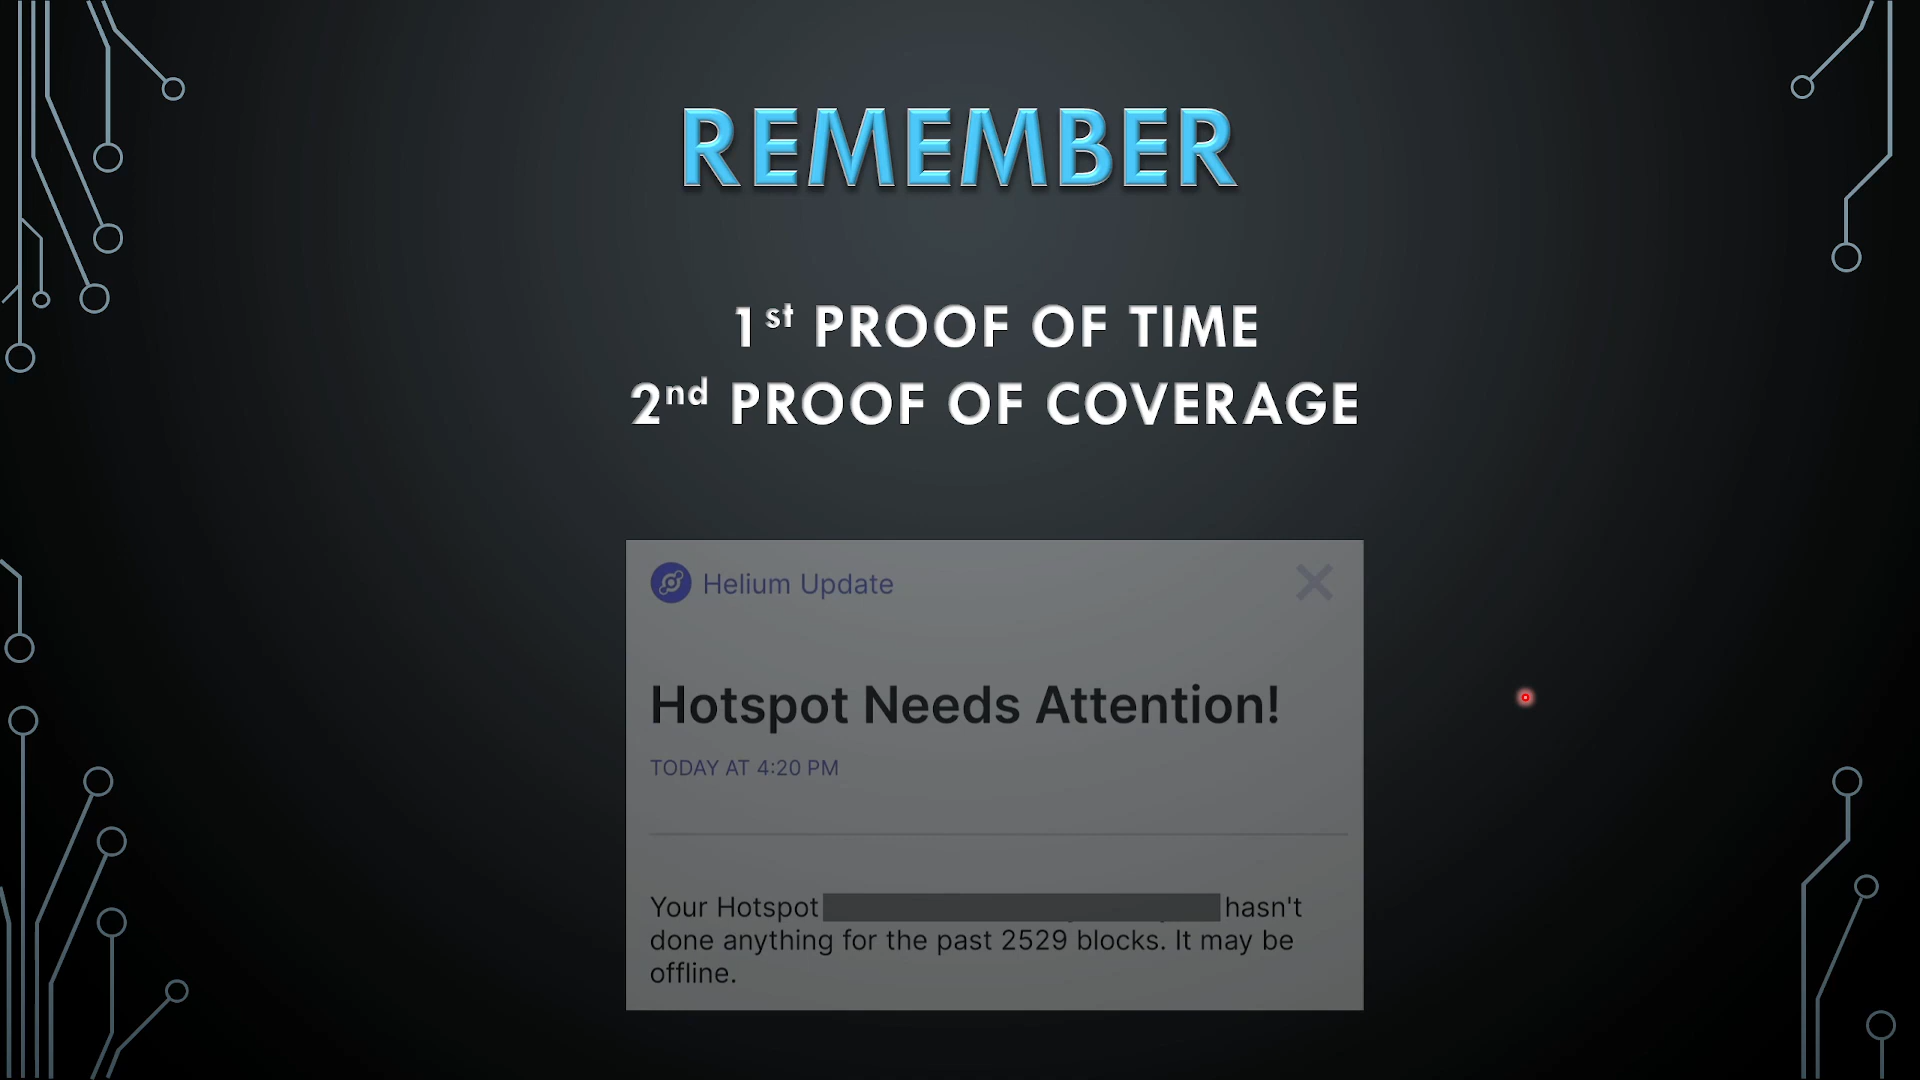 REMEMBER
1st PROOF OF TIME
2nd PROOF OF COVERAGE
Helium Update
Hotspot Needs Attention!
TODAY AT 4:20 PM
Your Hotspot hasn't
done anything for the past 2529 blocks. It may be
offline.